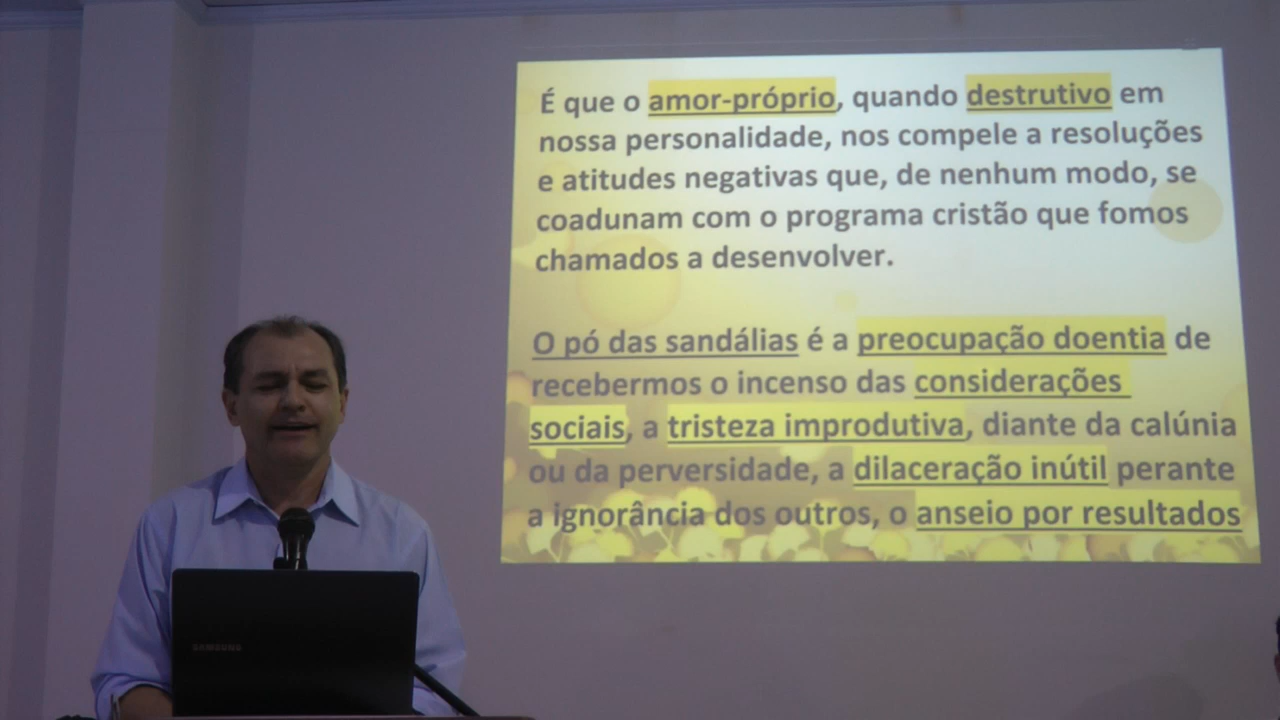 É que o amor-próprio, quando destrutivo em
nossa personalidade, nos compele a resoluções
e atitudes negativas que, de nenhum modo, se
coadunam com o programa cristão que fomos
chamados a desenvolver.
O pó das sandálias é a preocupação doentia de
recebermos o incenso das considerações
sociais, a tristeza improdutiva, diante da calúnia
ou da perversidade, a dilaceração inútil perante
a ignorância dos outros, o anseio por resultados
SAMSUNG